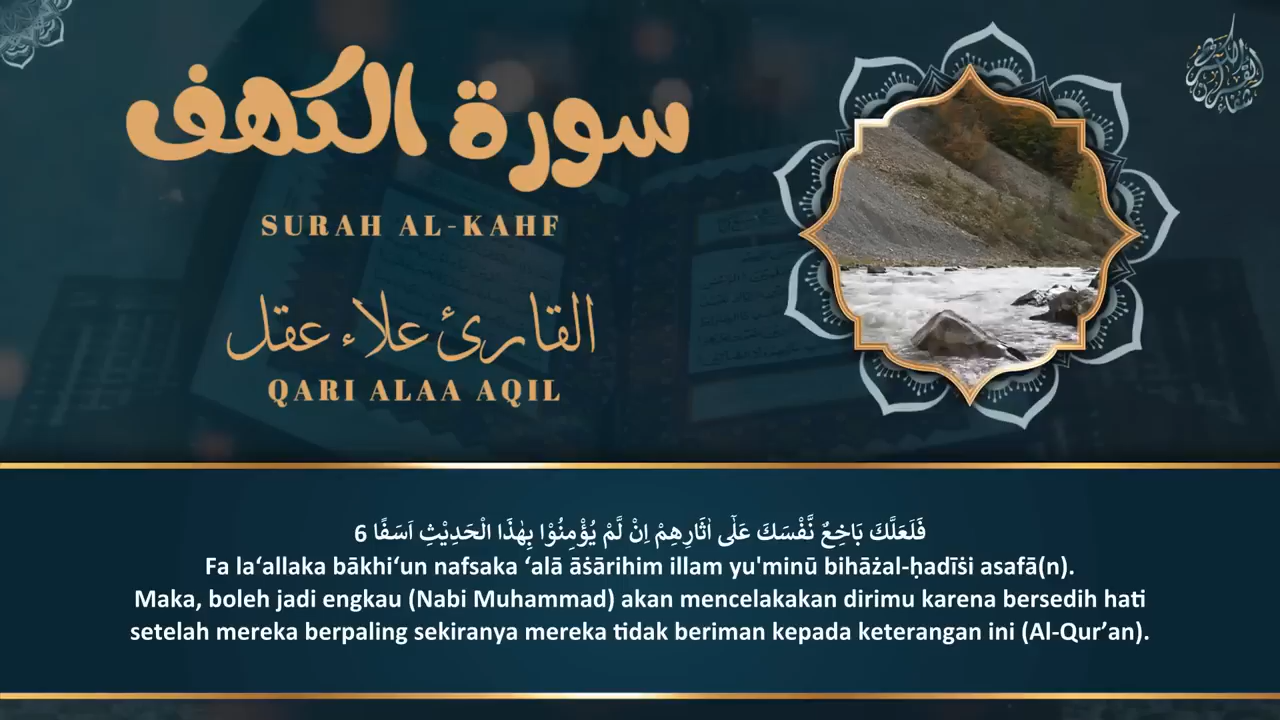 سورة الكهف
SURAH AL-KAHF
القارئ علاء عقل
QARI ALAA AQIL
فَلَعَلَّكَ بَاخِعٌ نَّفْسَكَ عَلٰٓى اٰثَارِهِمْ اِنْ لَّمْ يُؤْمِنُوْا بِهٰذَا الْحَدِيْثِ اَسَفًا 6
Fa la‘allaka bākhi‘un nafsaka ‘alā āṡārihim illam yu'minū bihāżal-ḥadīṡi asafā(n).
Maka, boleh jadi engkau (Nabi Muhammad) akan mencelakakan dirimu karena bersedih hati
setelah mereka berpaling sekiranya mereka tidak beriman kepada keterangan ini (Al-Qur’an).